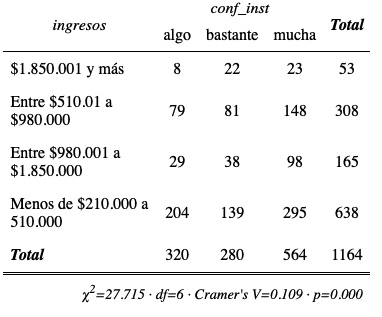 ingresos conf_inst Total
algo bastante mucha
$1.850.001 y más 8 22 23 53
Entre $510.01 a
$980.000 79 81 148 308
Entre $980.001 a
$1.850.000 29 38 98 165
Menos de $210.000 a
510.000 204 139 295 638
Total 320 280 564 1164
χ²=27.715 · df=6 · Cramer's V=0.109 · p=0.000